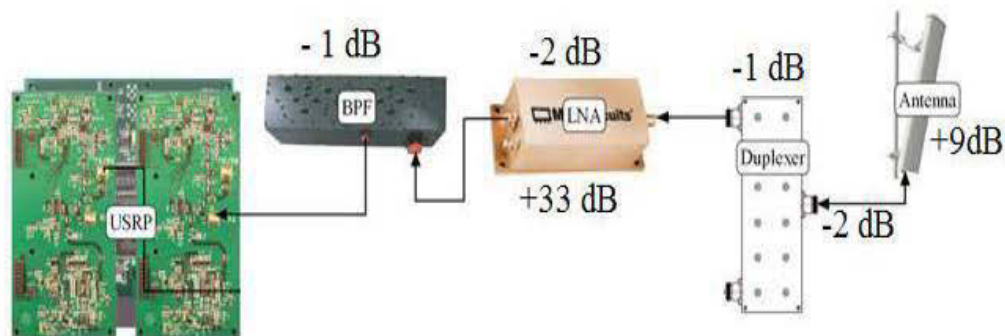 - 1 dB
-2 dB
-1 dB
Antenna
+9dB
BPF
LNA
Duplexer
+33 dB
USRP
-2 dB